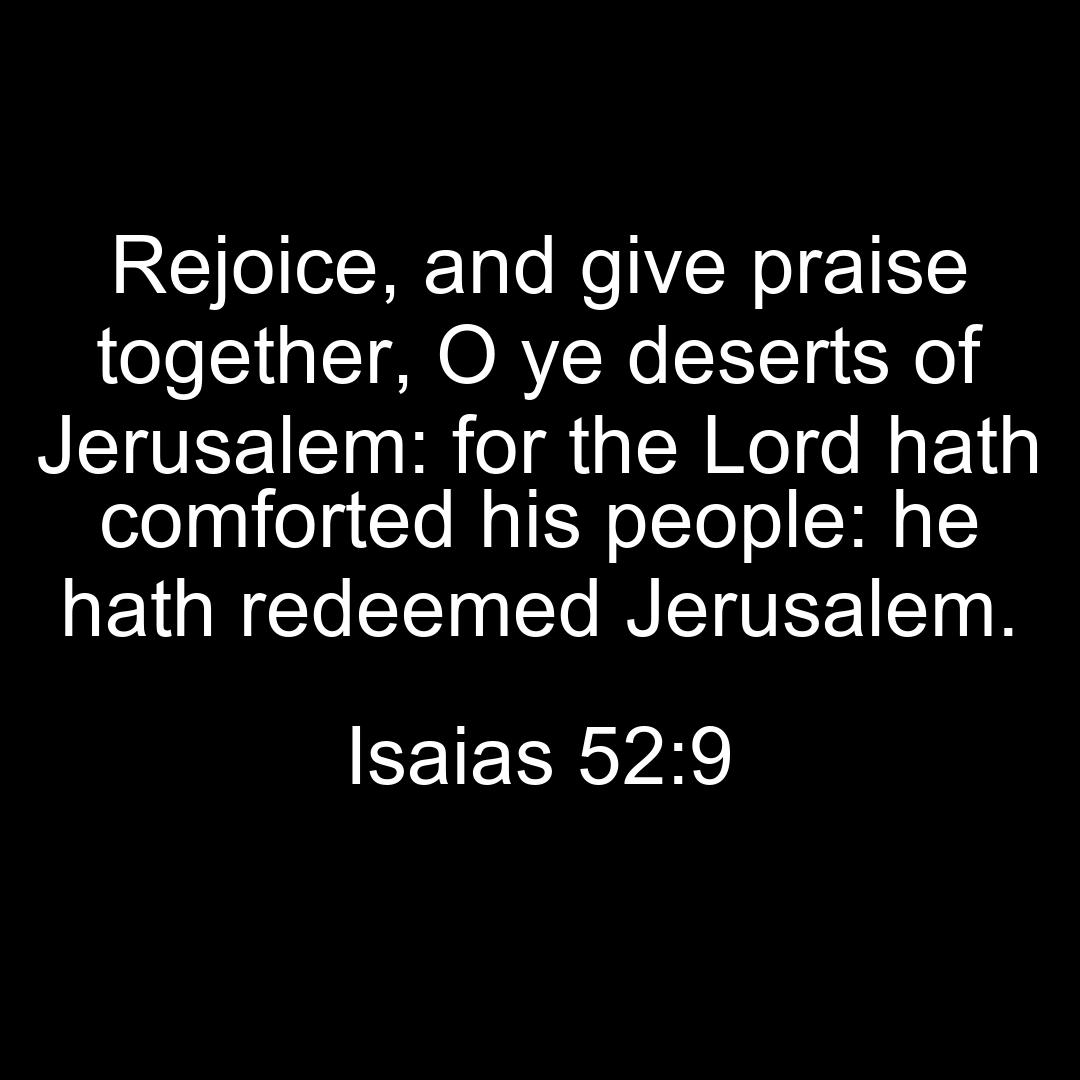 Rejoice, and give praise
together, O ye deserts of
Jerusalem: for the Lord hath
comforted his people: he
hath redeemed Jerusalem.
Isaias 52:9